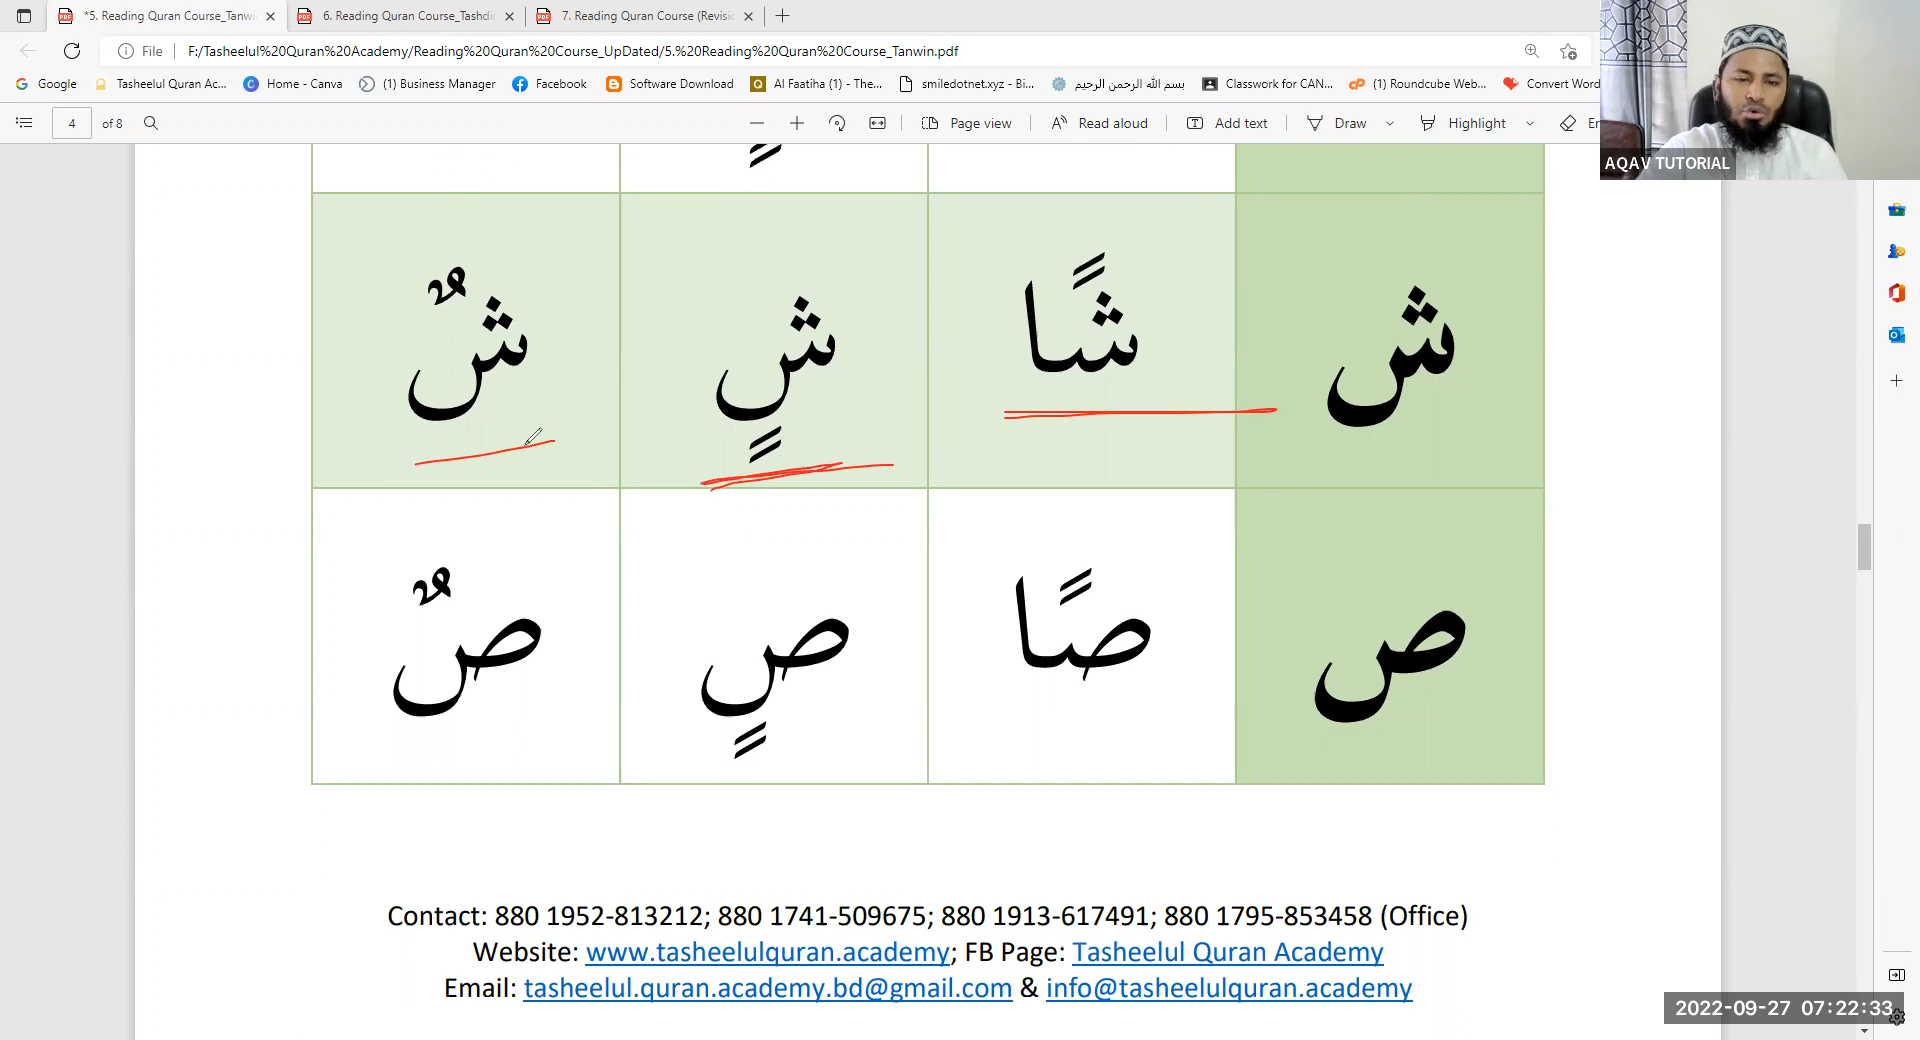 *5. Reading Quran Course_Tanwi
6. Reading Quran Course_Tashdi
7. Reading Quran Course (Revisi
File
F:/Tasheelul%20Quran%20Academy/Reading%20Quran%20Course_UpDated/5.%20Reading%20Quran%20Course_Tanwin.pdf
Google
Tasheelul Quran Ac...
Home - Canva
(1) Business Manager
Facebook
Software Download
Al Faatiha (1) - The...
smiledotnet.xyz - Bi...
بسم الله الرحمن الرحيم
Classwork for CAN...
(1) Roundcube Web...
Convert Word
4 of 8
Page view
Read aloud
Add text
Draw
Highlight
AQAV TUTORIAL
ش شًا شٍ شٌ
ص صًا صٍ صٌ
Contact: 880 1952-813212; 880 1741-509675; 880 1913-617491; 880 1795-853458 (Office)
Website: www.tasheelulquran.academy; FB Page: Tasheelul Quran Academy
Email: tasheelul.quran.academy.bd@gmail.com & info@tasheelulquran.academy
2022-09-27 07:22:33